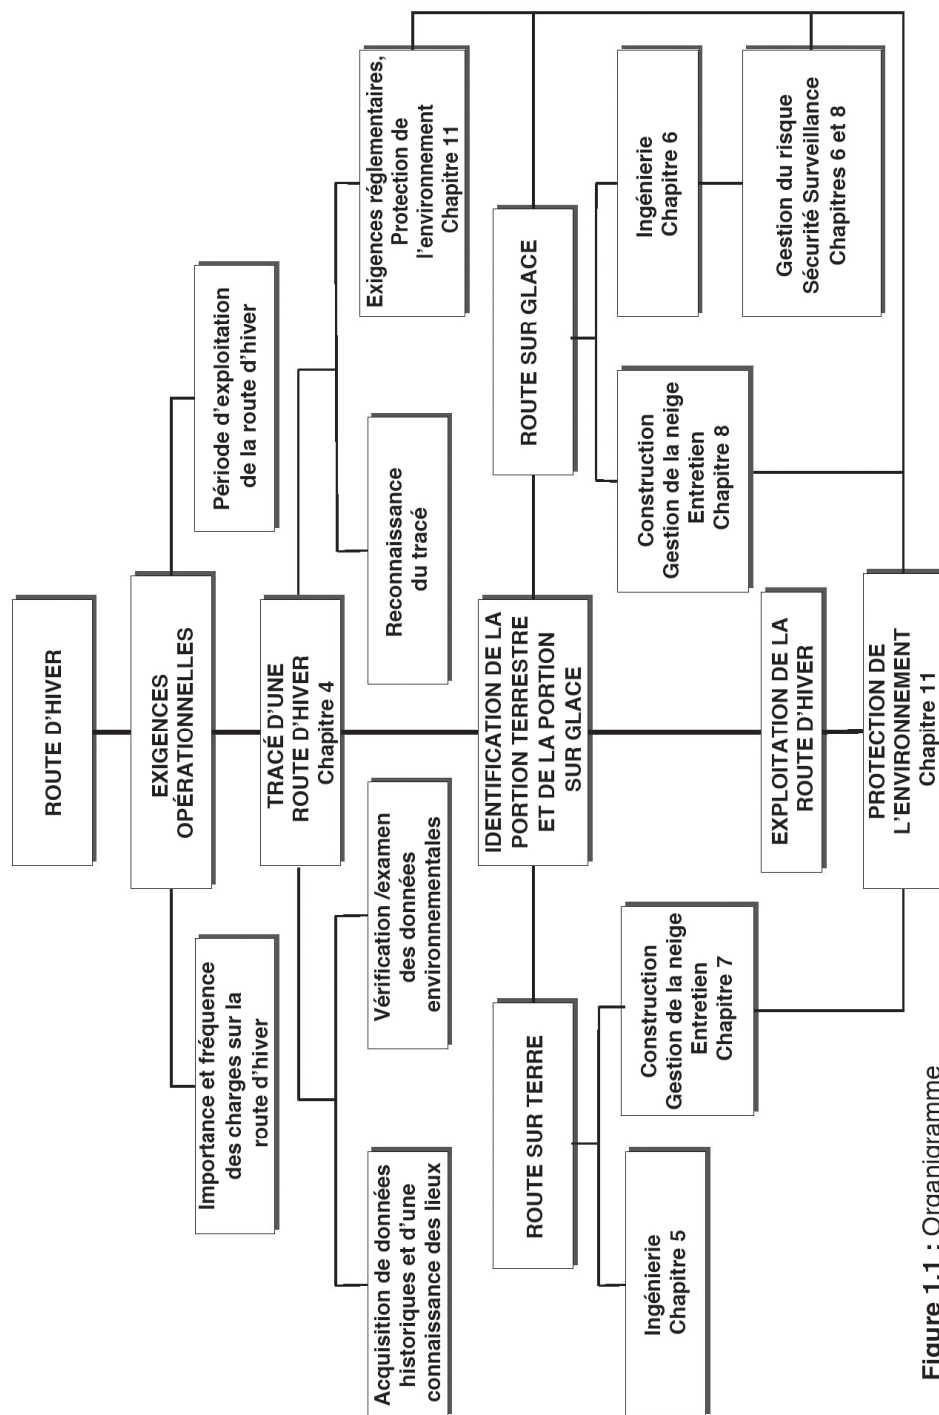 ROUTE D'HIVER
EXIGENCES
OPÉRATIONNELLES
Importance et fréquence
des charges sur la
route d'hiver
Période d'exploitation
de la route d'hiver
TRACÉ D'UNE
ROUTE D'HIVER
Chapitre 4
Acquisition de données
historiques et d'une
connaissance des lieux
Vérification /examen
des données
environnementales
Reconnaissance
du tracé
Exigences réglementaires,
Protection de
l'environnement
Chapitre 11
IDENTIFICATION DE LA
PORTION TERRESTRE
ET DE LA PORTION
SUR GLACE
ROUTE SUR TERRE
ROUTE SUR GLACE
Ingénierie
Chapitre 5
Construction
Gestion de la neige
Entretien
Chapitre 7
Construction
Gestion de la neige
Entretien
Chapitre 8
Ingénierie
Chapitre 6
Gestion du risque
Sécurité Surveillance
Chapitres 6 et 8
EXPLOITATION DE LA
ROUTE D'HIVER
PROTECTION DE
L'ENVIRONNEMENT
Chapitre 11
Figure 1.1 : Organigramme